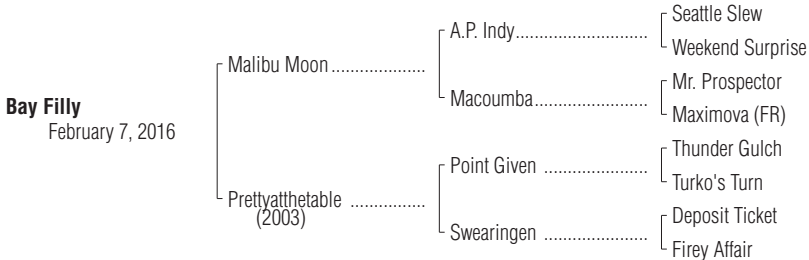 Bay Filly
February 7, 2016
Malibu Moon ...................
Prettyatthetable ................
(2003)
A.P. Indy............................
Macoumba.........................
Point Given ......................
Swearingen ......................
Seattle Slew
Weekend Surprise
Mr. Prospector
Maximova (FR)
Thunder Gulch
Turko's Turn
Deposit Ticket
Firey Affair